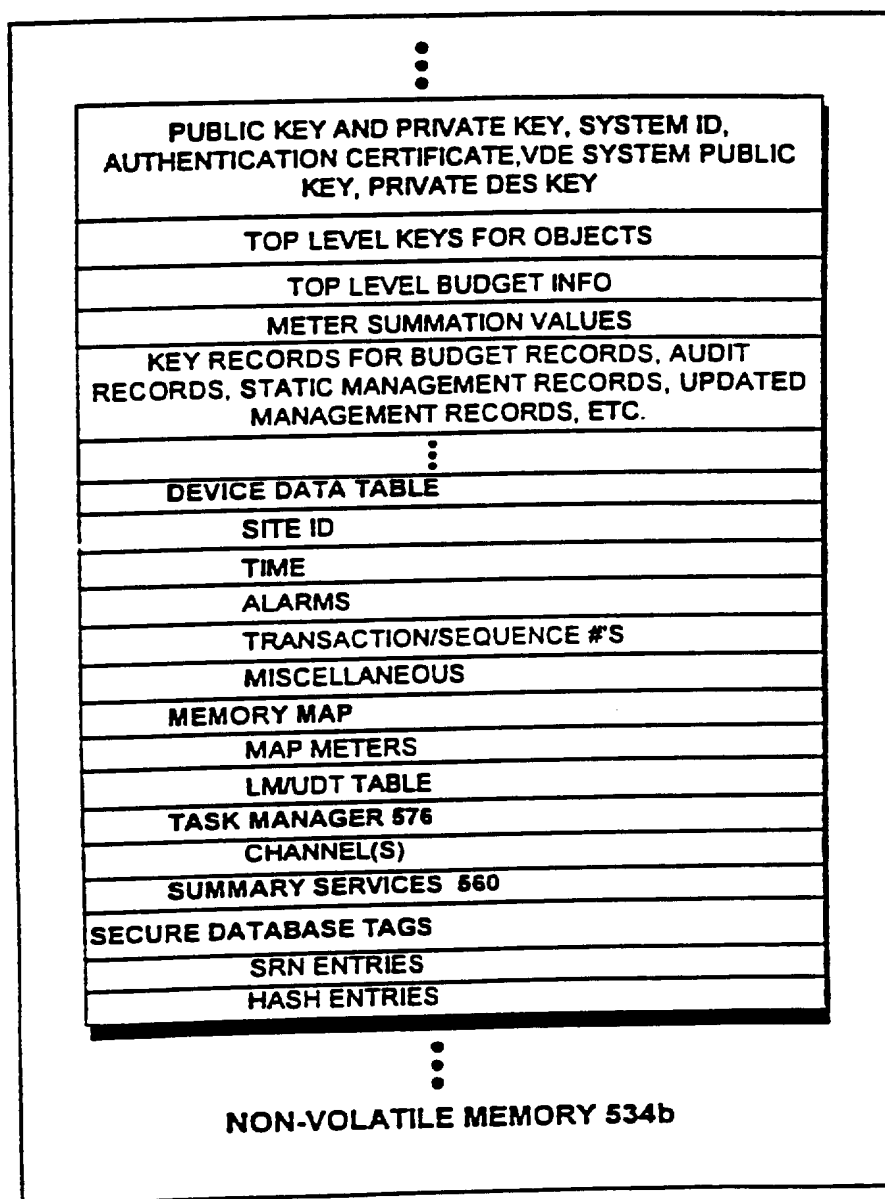 PUBLIC KEY AND PRIVATE KEY, SYSTEM ID,
AUTHENTICATION CERTIFICATE,VDE SYSTEM PUBLIC
KEY, PRIVATE DES KEY
TOP LEVEL KEYS FOR OBJECTS
TOP LEVEL BUDGET INFO
METER SUMMATION VALUES
KEY RECORDS FOR BUDGET RECORDS, AUDIT
RECORDS, STATIC MANAGEMENT RECORDS, UPDATED
MANAGEMENT RECORDS, ETC.
DEVICE DATA TABLE
SITE ID
TIME
ALARMS
TRANSACTION/SEQUENCE #'S
MISCELLANEOUS
MEMORY MAP
MAP METERS
LM/UDT TABLE
TASK MANAGER 576
CHANNEL(S)
SUMMARY SERVICES 560
SECURE DATABASE TAGS
SRN ENTRIES
HASH ENTRIES
NON-VOLATILE MEMORY 534b